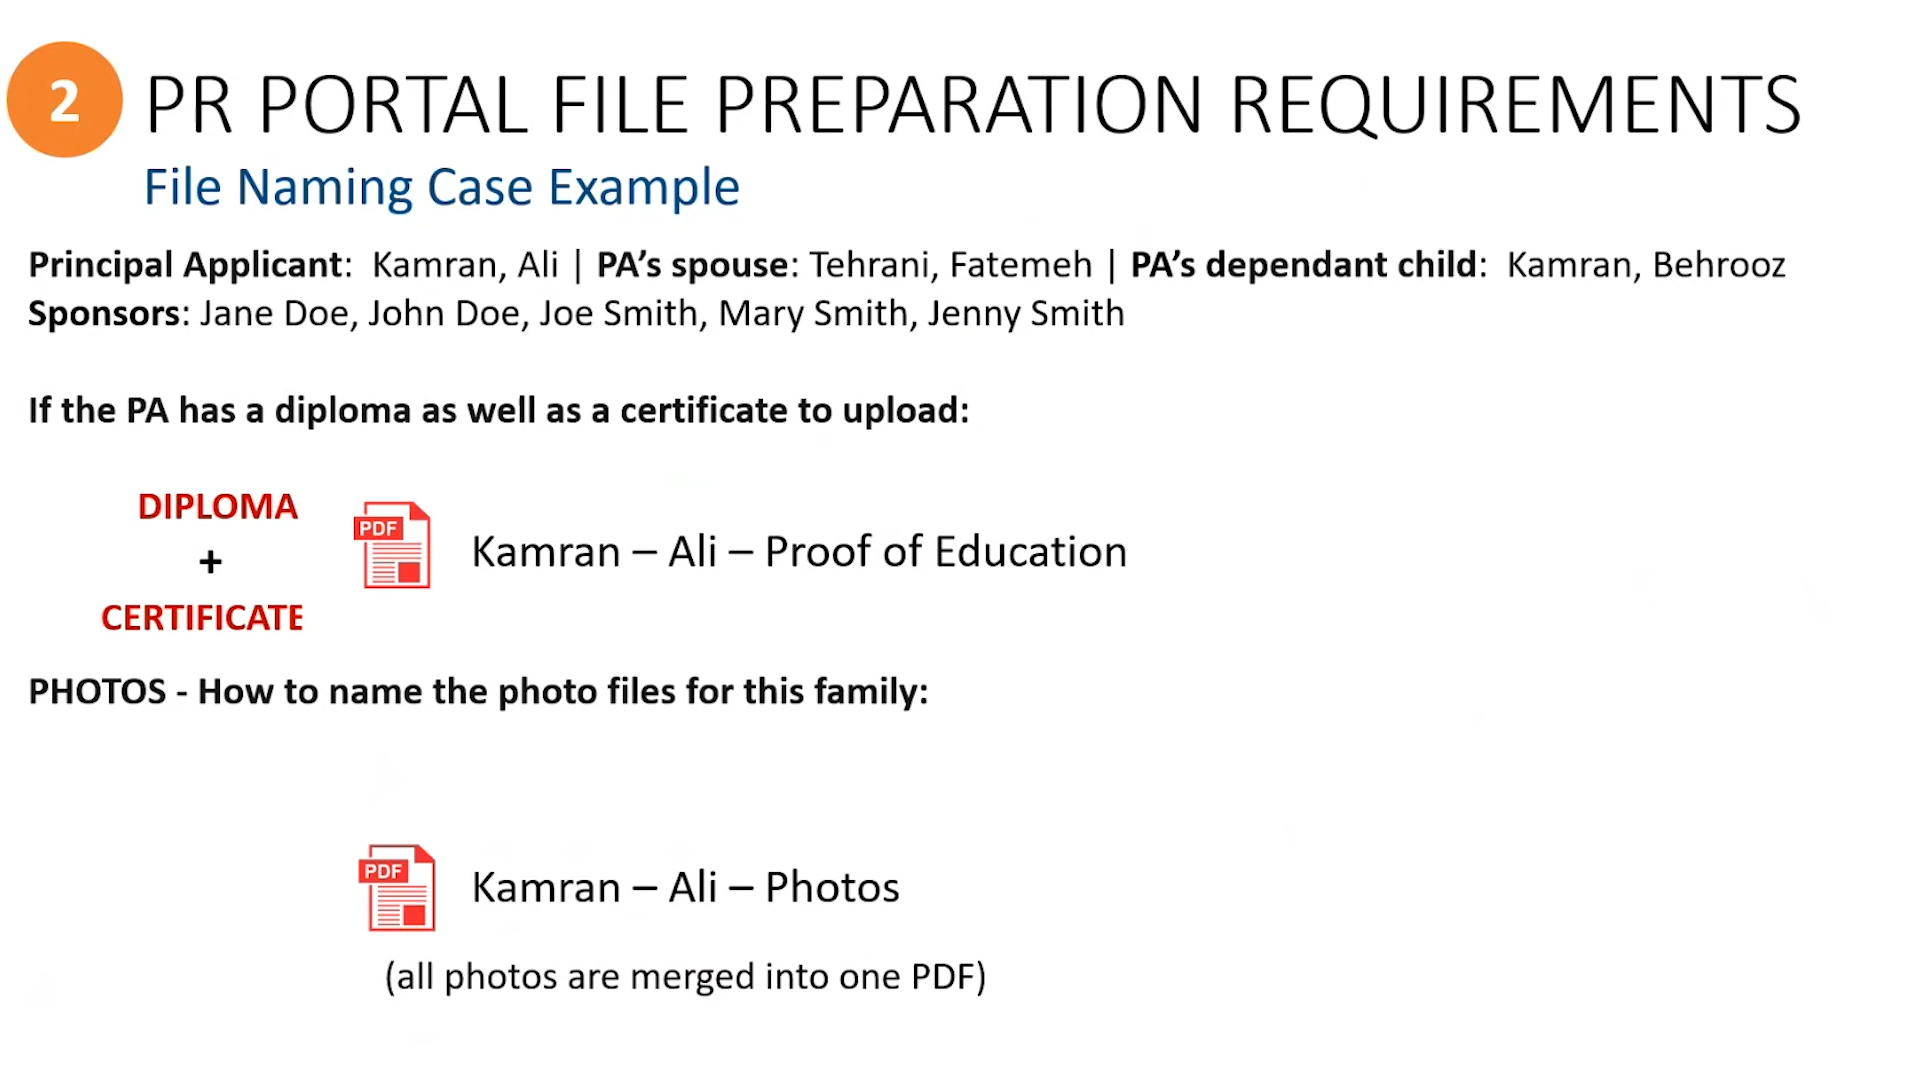 2
PR PORTAL FILE PREPARATION REQUIREMENTS
File Naming Case Example
Principal Applicant: Kamran, Ali | PA’s spouse: Tehrani, Fatemeh | PA’s dependant child: Kamran, Behrooz
Sponsors: Jane Doe, John Doe, Joe Smith, Mary Smith, Jenny Smith
If the PA has a diploma as well as a certificate to upload:
DIPLOMA
+
CERTIFICATE
PDF
Kamran – Ali – Proof of Education
PHOTOS - How to name the photo files for this family:
PDF
Kamran – Ali – Photos
(all photos are merged into one PDF)